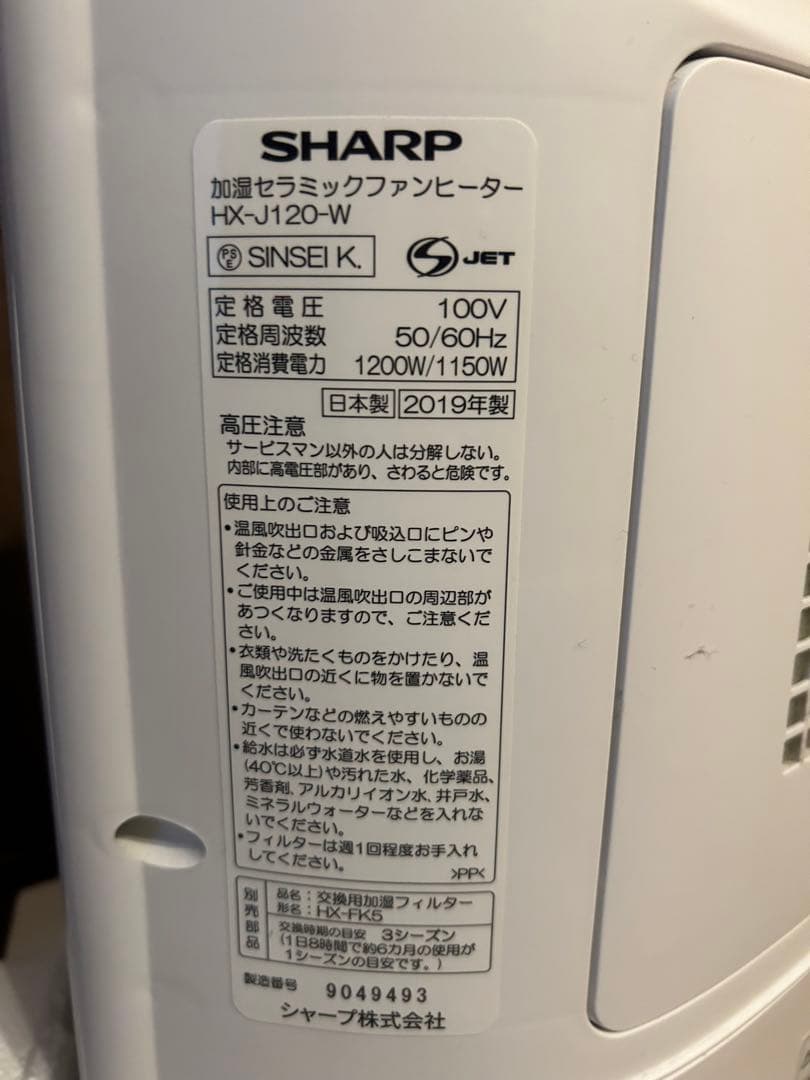 SHARP
加湿セラミックファンヒーター
HX-J120-W
PSE SINSEI K. JET
定格電圧 100V
定格周波数 50/60Hz
定格消費電力 1200W/1150W
日本製 2019年製
高圧注意
サービスマン以外の人は分解しない。
内部に高電圧部があり、さわると危険です。
使用上のご注意
•温風吹出口および吸込口にピンや
針金などの金属をさしこまないで
ください。
•ご使用中は温風吹出口の周辺部が
あつくなりますので、ご注意くだ
さい。
•衣類や洗たくものをかけたり、温
風吹出口の近くに物を置かないで
ください。
•カーテンなどの燃えやすいものの
近くで使わないでください。
•給水は必ず水道水を使用し、お湯
(40℃以上)や汚れた水、化学薬品、
芳香剤、アルカリイオン水、井戸水、
ミネラルウォーターなどを入れな
いでください。
•フィルターは週1回程度お手入れ
してください。
>PP<
別売部品
品名：交換用加湿フィルター
形名：HX-FK5
交換時期の目安 3シーズン
(1日8時間で約6カ月の使用が
1シーズンの目安です。)
製造番号 9049493
シャープ株式会社